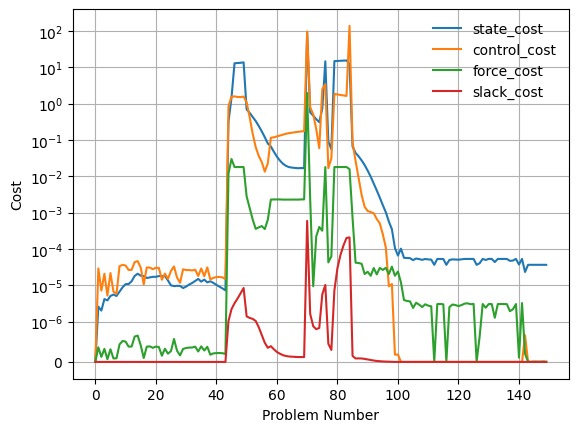 state_cost
control_cost
force_cost
slack_cost
10²
10¹
10⁰
10⁻¹
10⁻²
10⁻³
10⁻⁴
10⁻⁵
10⁻⁶
0
Cost
0 20 40 60 80 100 120 140
Problem Number